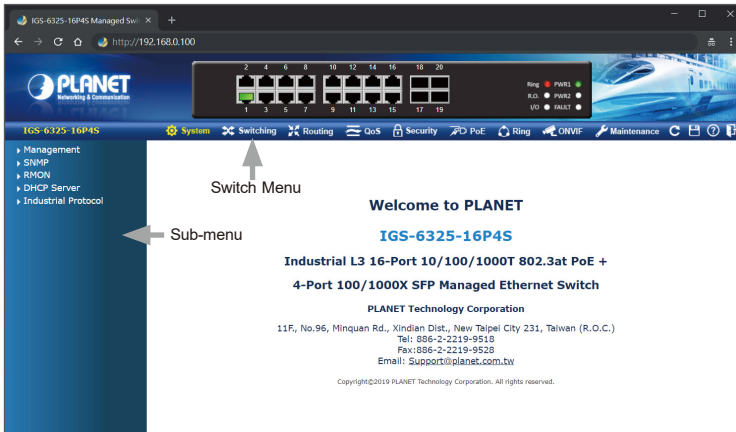 IGS-6325-16P4S Managed Swit
http://192.168.0.100
2 4 6 8 10 12 14 16 18 20
PLANET
Networking & Communication
Ring PWR1
R.O. PWR2
I/O FAULT
1 3 5 7 9 11 13 15 17 19
IGS-6325-16P4S System Switching Routing QoS Security PoE Ring ONVIF Maintenance
Management
SNMP
RMON
DHCP Server
Industrial Protocol
Switch Menu
Sub-menu
Welcome to PLANET
IGS-6325-16P4S
Industrial L3 16-Port 10/100/1000T 802.3at PoE +
4-Port 100/1000X SFP Managed Ethernet Switch
PLANET Technology Corporation
11F., No.96, Minquan Rd., Xindian Dist., New Taipei City 231, Taiwan (R.O.C.)
Tel: 886-2-2219-9518
Fax:886-2-2219-9528
Email: Support@planet.com.tw
Copyright©2019 PLANET Technology Corporation. All rights reserved.